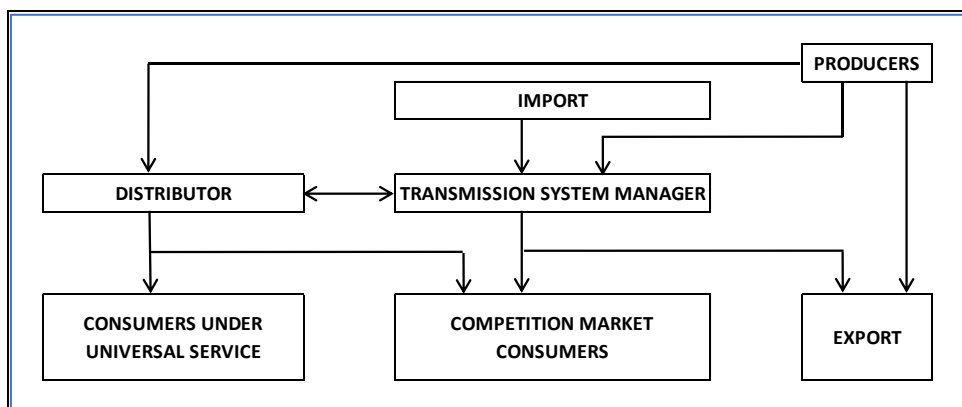 PRODUCERS
IMPORT
DISTRIBUTOR
TRANSMISSION SYSTEM MANAGER
CONSUMERS UNDER
UNIVERSAL SERVICE
COMPETITION MARKET
CONSUMERS
EXPORT